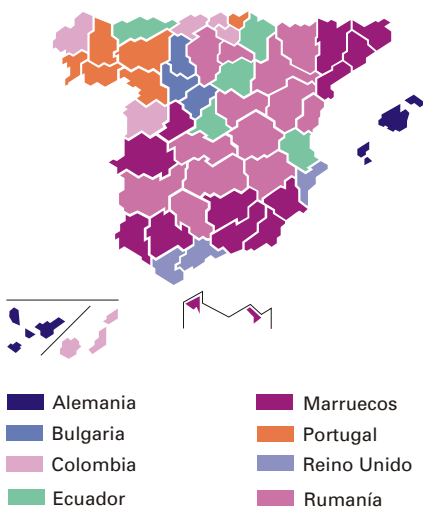 Alemania
Bulgaria
Colombia
Ecuador
Marruecos
Portugal
Reino Unido
Rumanía